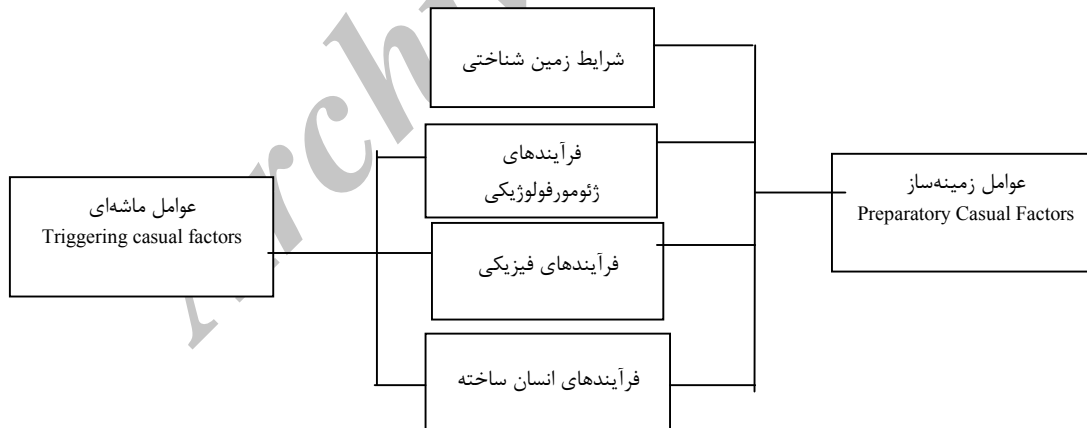 شرایط زمین شناختی
فرآیندهای
ژئومورفولوژیکی
عوامل زمینه‌ساز
Preparatory Casual Factors
عوامل ماشه‌ای
Triggering casual factors
فرآیندهای فیزیکی
فرآیندهای انسان ساخته